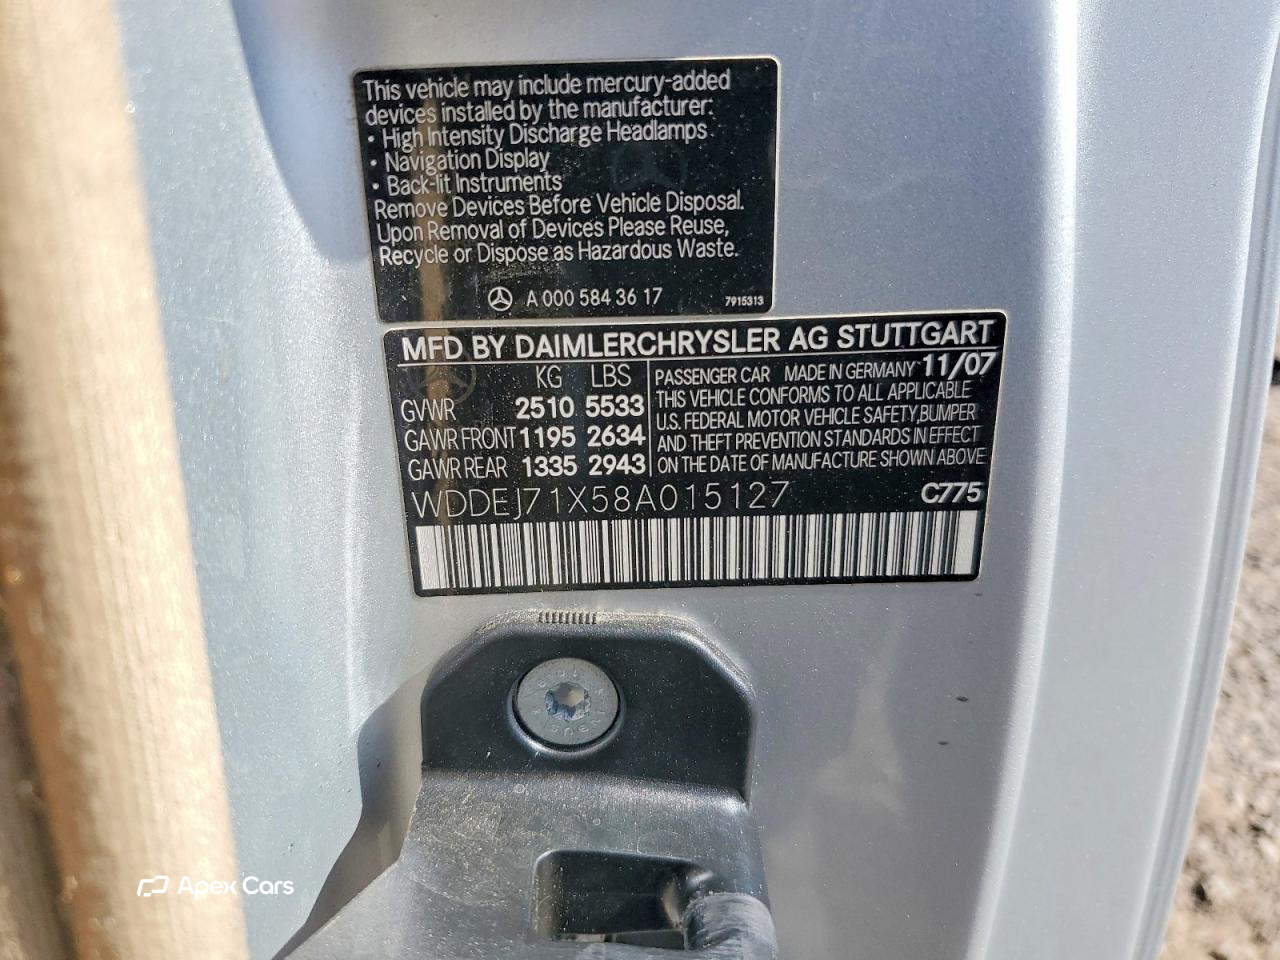 This vehicle may include mercury-added
devices installed by the manufacturer:
• High Intensity Discharge Headlamps
• Navigation Display
• Back-lit Instruments
Remove Devices Before Vehicle Disposal.
Upon Removal of Devices Please Reuse,
Recycle or Dispose as Hazardous Waste.
A 000 584 36 17 7915313
MFD BY DAIMLERCHRYSLER AG STUTTGART
KG LBS
GVWR 2510 5533
GAWR FRONT 1195 2634
GAWR REAR 1335 2943
PASSENGER CAR MADE IN GERMANY 11/07
THIS VEHICLE CONFORMS TO ALL APPLICABLE
U.S. FEDERAL MOTOR VEHICLE SAFETY,BUMPER
AND THEFT PREVENTION STANDARDS IN EFFECT
ON THE DATE OF MANUFACTURE SHOWN ABOVE
WDDEJ71X58A015127 C775
Apex Cars